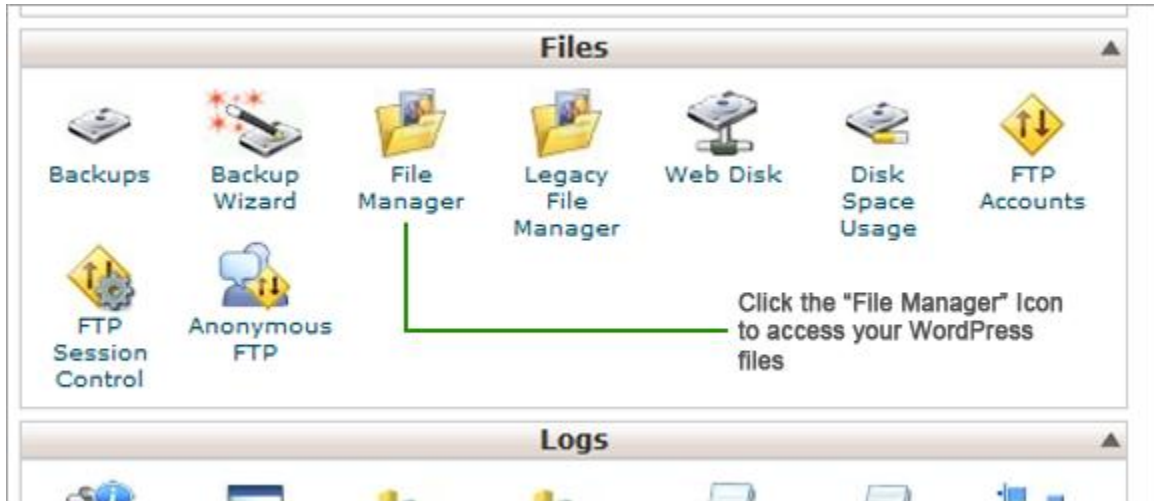 Files
Backups
Backup
Wizard
File
Manager
Legacy
File
Manager
Web Disk
Disk
Space
Usage
FTP
Accounts
FTP
Session
Control
Anonymous
FTP
Click the “File Manager” Icon
to access your WordPress
files
Logs